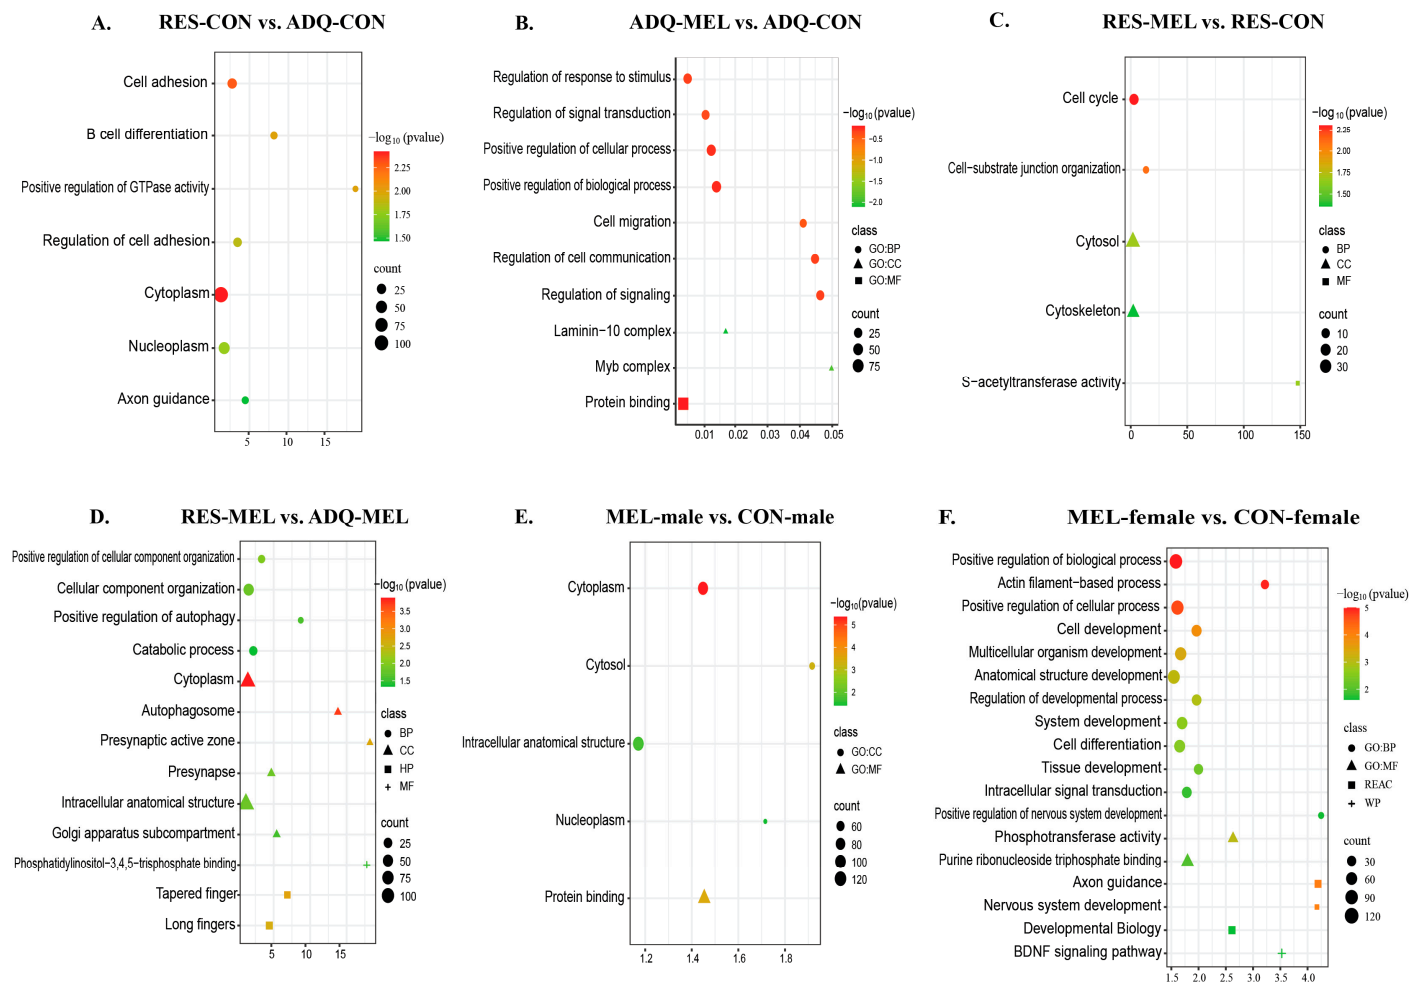 A. RES-CON vs. ADQ-CON
Cell adhesion
B cell differentiation
Positive regulation of GTPase activity
Regulation of cell adhesion
Cytoplasm
Nucleoplasm
Axon guidance
5 10 15
−log10 (pvalue)
2.25
2.00
1.75
1.50
count
25
50
75
100
B. ADQ-MEL vs. ADQ-CON
Regulation of response to stimulus
Regulation of signal transduction
Positive regulation of cellular process
Positive regulation of biological process
Cell migration
Regulation of cell communication
Regulation of signaling
Laminin−10 complex
Myb complex
Protein binding
0.01 0.02 0.03 0.04 0.05
−log10 (pvalue)
−0.5
−1.0
−1.5
−2.0
class
GO:BP
GO:CC
GO:MF
count
25
50
75
C. RES-MEL vs. RES-CON
Cell cycle
Cell−substrate junction organization
Cytosol
Cytoskeleton
S−acetyltransferase activity
0 50 100 150
−log10 (pvalue)
2.25
2.00
1.75
1.50
class
BP
CC
MF
count
10
20
30
D. RES-MEL vs. ADQ-MEL
Positive regulation of cellular component organization
Cellular component organization
Positive regulation of autophagy
Catabolic process
Cytoplasm
Autophagosome
Presynaptic active zone
Presynapse
Intracellular anatomical structure
Golgi apparatus subcompartment
Phosphatidylinositol−3,4,5−trisphosphate binding
Tapered finger
Long fingers
5 10 15
−log10 (pvalue)
3.5
3.0
2.5
2.0
1.5
class
BP
CC
HP
MF
count
25
50
75
100
E. MEL-male vs. CON-male
Cytoplasm
Cytosol
Intracellular anatomical structure
Nucleoplasm
Protein binding
1.2 1.4 1.6 1.8
−log10(pvalue)
5
4
3
2
class
GO:CC
GO:MF
count
60
80
100
120
F. MEL-female vs. CON-female
Positive regulation of biological process
Actin filament−based process
Positive regulation of cellular process
Cell development
Multicellular organism development
Anatomical structure development
Regulation of developmental process
System development
Cell differentiation
Tissue development
Intracellular signal transduction
Positive regulation of nervous system development
Phosphotransferase activity
Purine ribonucleoside triphosphate binding
Axon guidance
Nervous system development
Developmental Biology
BDNF signaling pathway
1.5 2.0 2.5 3.0 3.5 4.0
−log10 (pvalue)
5
4
3
2
class
GO:BP
GO:MF
REAC
WP
count
30
60
90
120